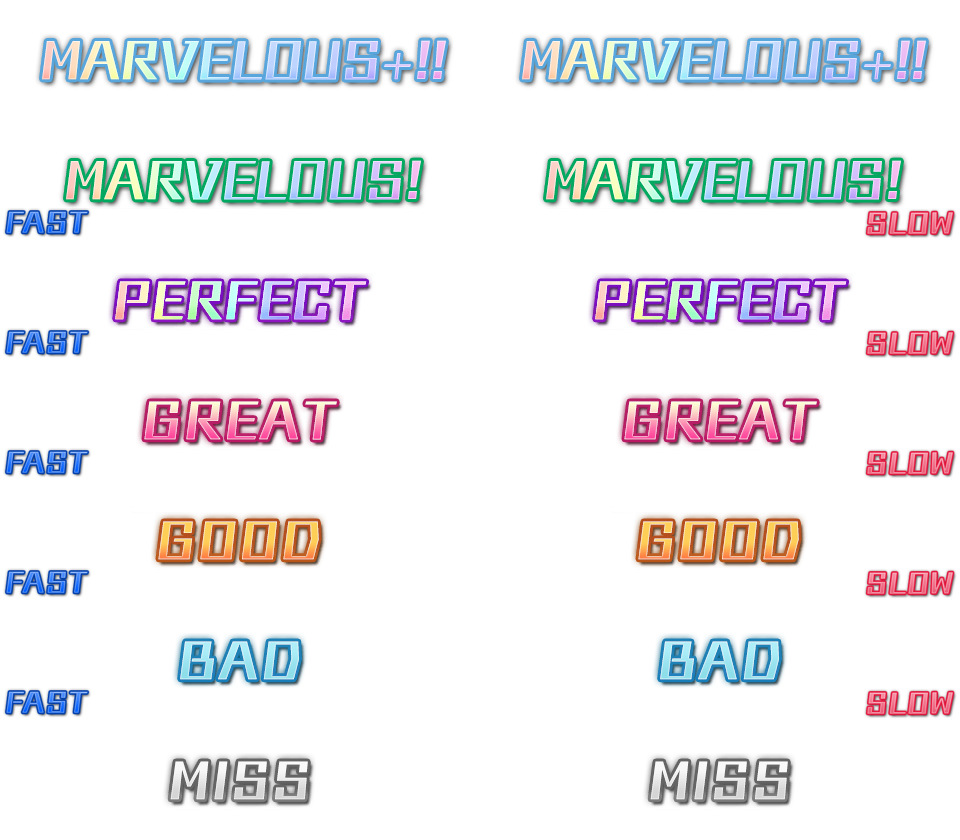 MARVELOUS+!! MARVELOUS+!!
MARVELOUS! MARVELOUS!
FAST SLOW
PERFECT PERFECT
FAST SLOW
GREAT GREAT
FAST SLOW
GOOD GOOD
FAST SLOW
BAD BAD
FAST SLOW
MISS MISS